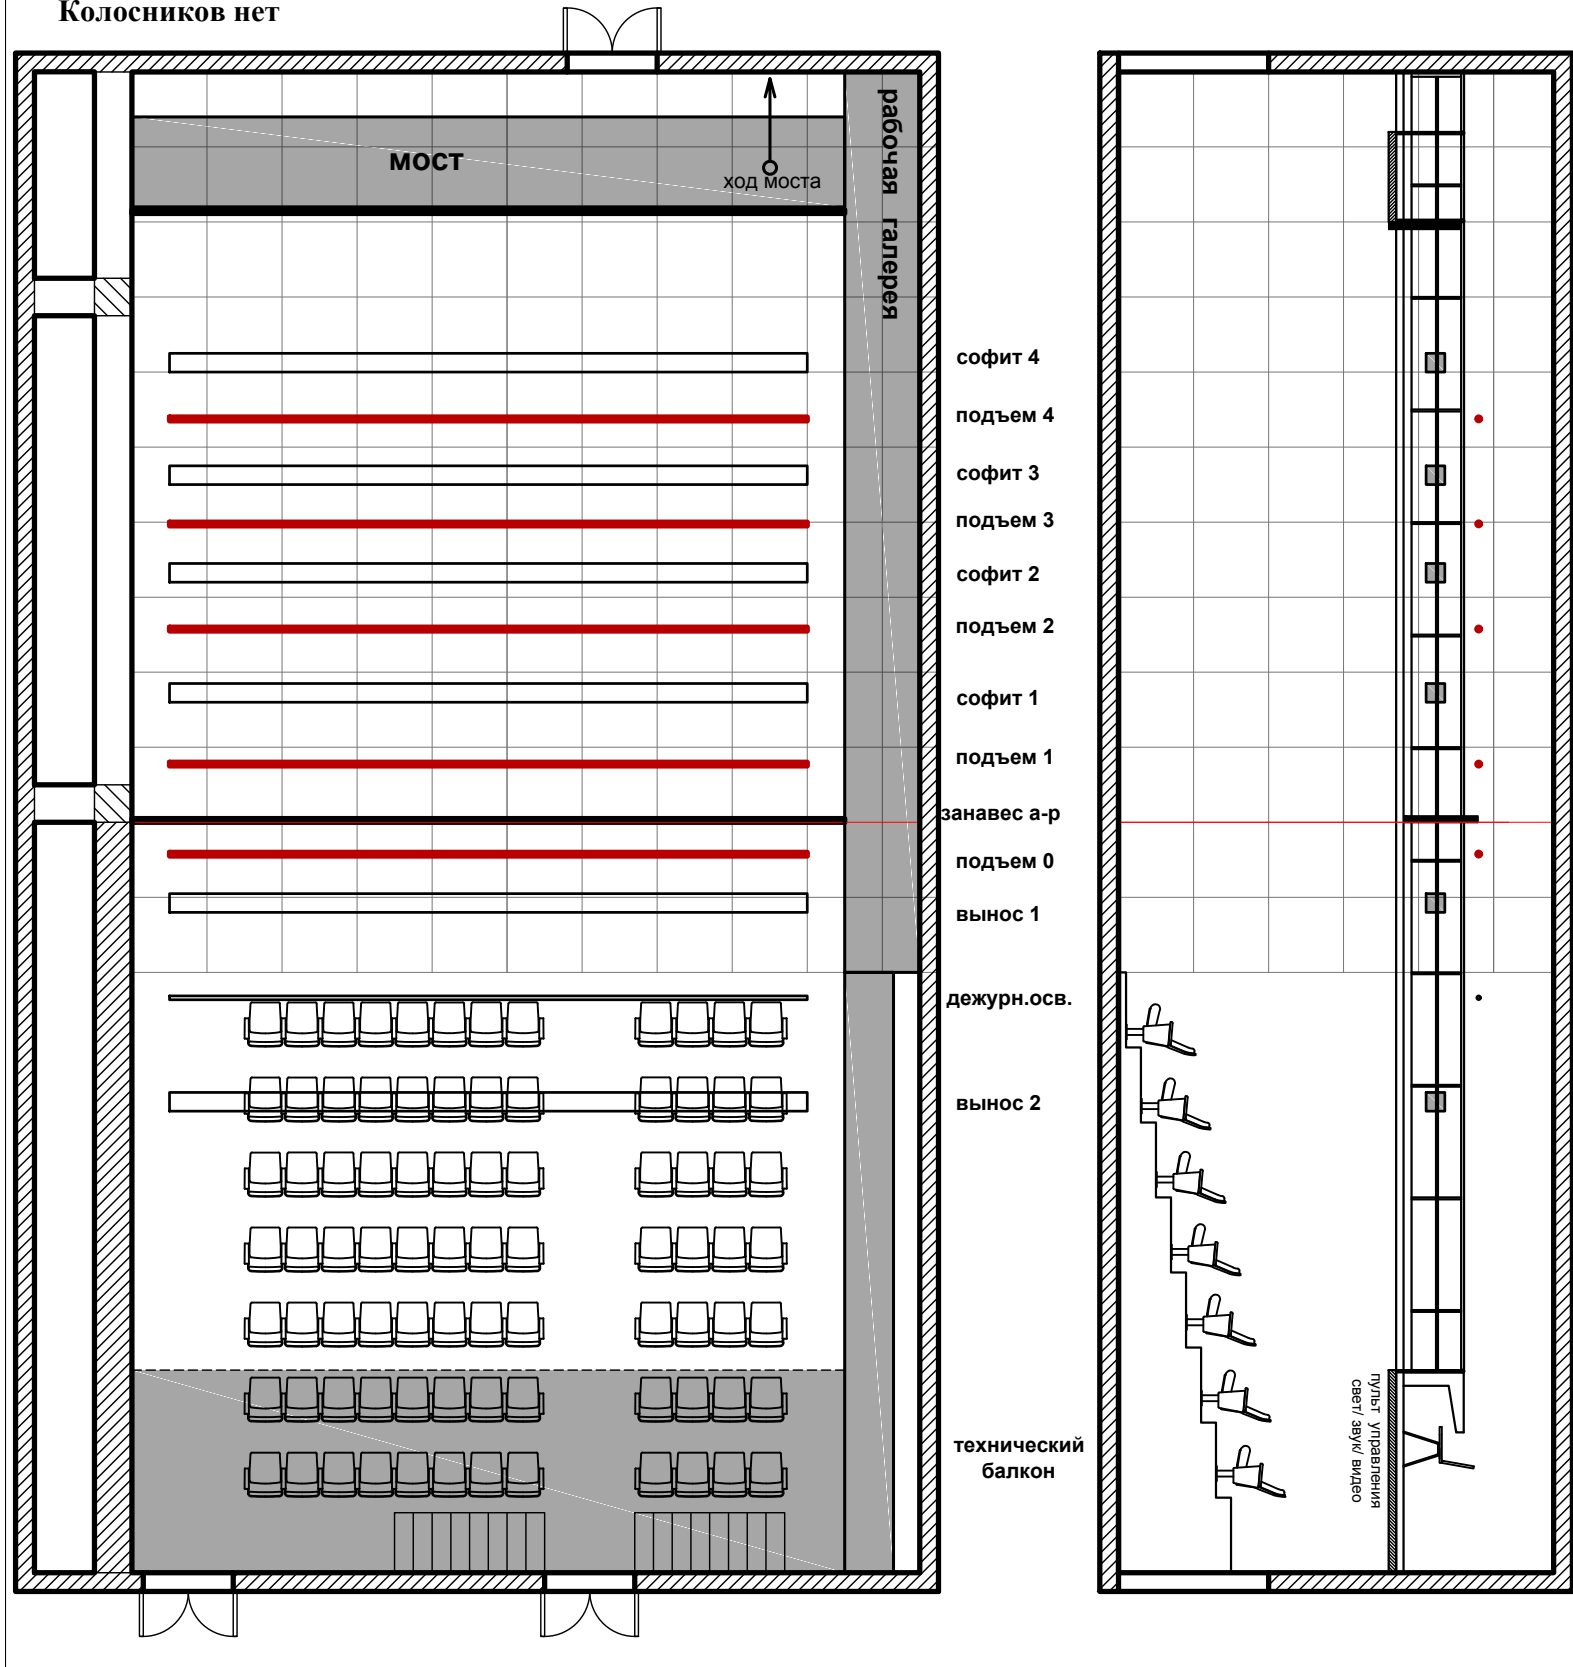 Колосников нет
мост
ход моста
рабочая галерея
софит 4
подъем 4
софит 3
подъем 3
софит 2
подъем 2
софит 1
подъем 1
занавес а-р
подъем 0
вынос 1
дежурн.осв.
вынос 2
технический
балкон
пульт управления
свет/ звук/ видео